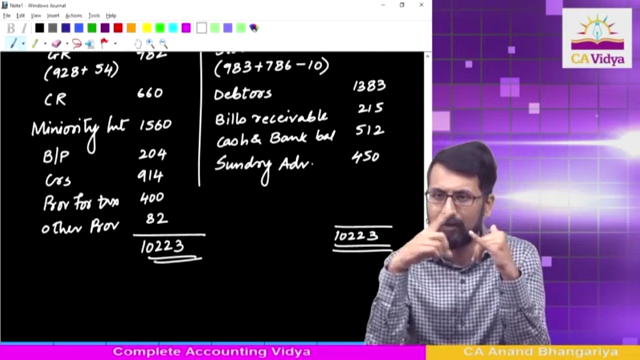 Note1 - Windows Journal
File Edit View Insert Actions Tools Help
GR 982
(928+ 54)
CR 660
Miniority Int 1560
B/P 204
Crs 914
Prov for tax 400
other Prov 82
10223
(983+786-10)
Debtors 1383
Bills receivable 215
Cash & Bank bal 512
Sundry Adv. 450
10223
CA Vidya
Complete Accounting Vidya
CA Anand Bhangariya